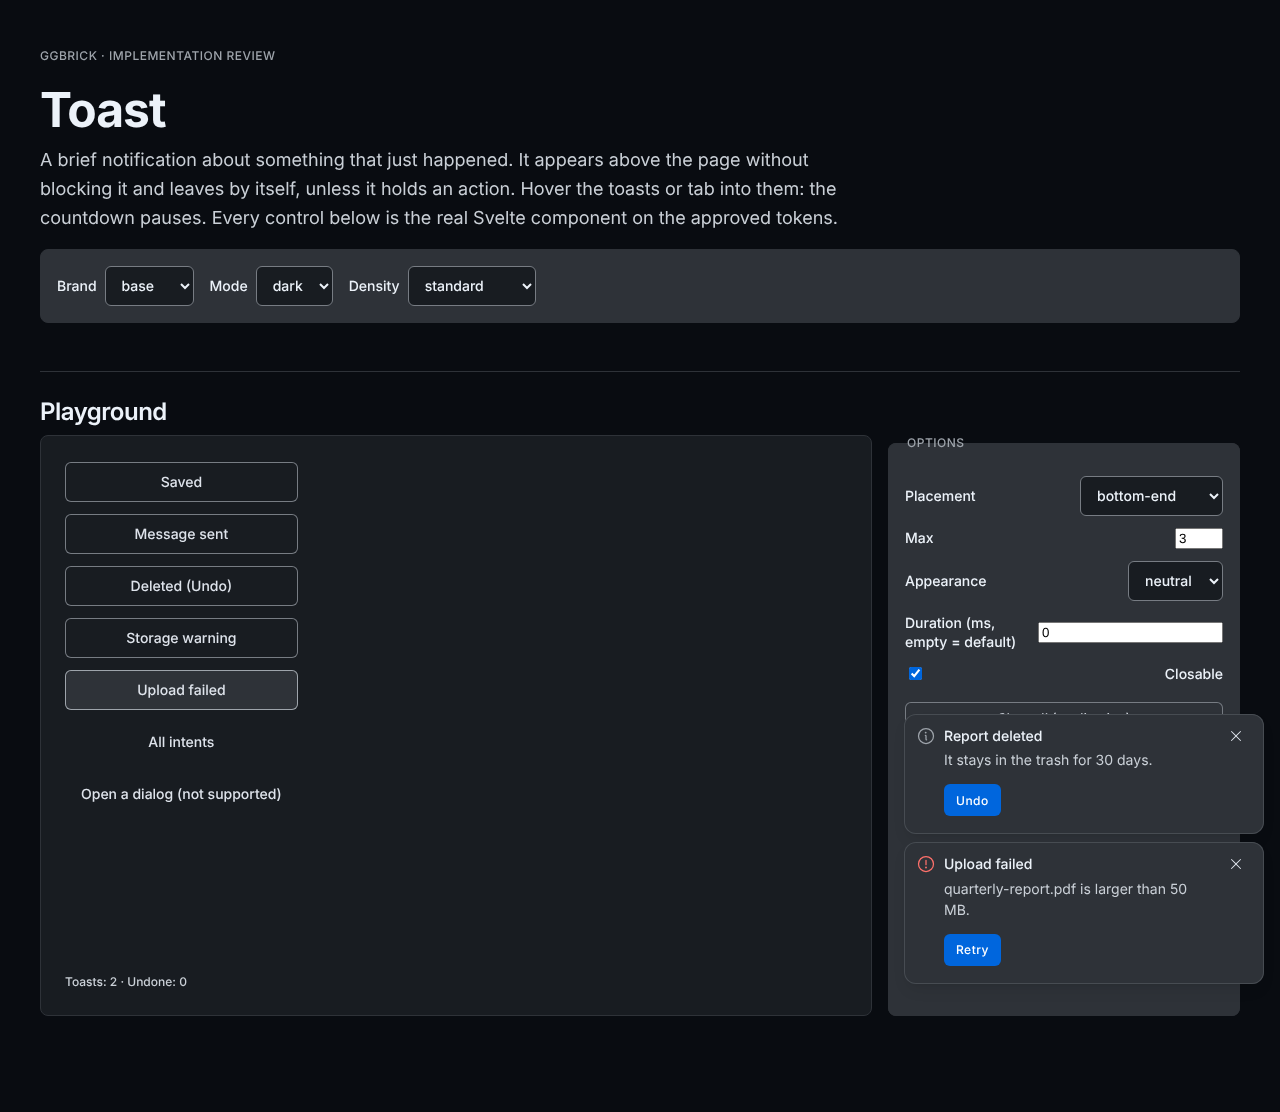 GGBRICK · IMPLEMENTATION REVIEW
Toast
A brief notification about something that just happened. It appears above the page without
blocking it and leaves by itself, unless it holds an action. Hover the toasts or tab into them: the
countdown pauses. Every control below is the real Svelte component on the approved tokens.
Brand base Mode dark Density standard
Playground
Saved
Message sent
Deleted (Undo)
Storage warning
Upload failed
All intents
Open a dialog (not supported)
Toasts: 2 · Undone: 0
OPTIONS
Placement bottom-end
Max 3
Appearance neutral
Duration (ms,
empty = default) 0
Closable
Report deleted
It stays in the trash for 30 days.
Undo
Upload failed
quarterly-report.pdf is larger than 50
MB.
Retry